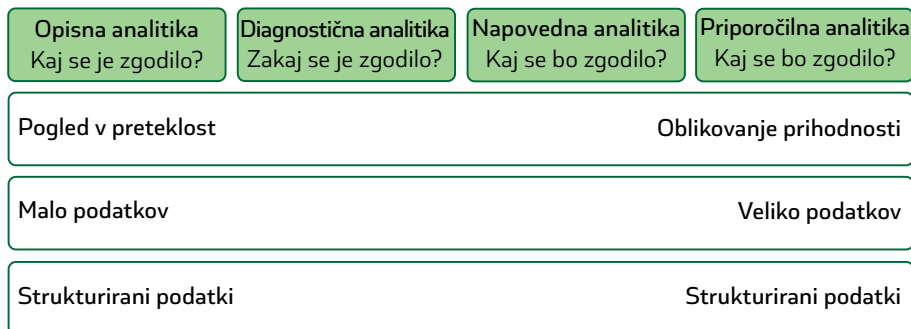 Opisna analitika
Kaj se je zgodilo?
Diagnostična analitika
Zakaj se je zgodilo?
Napovedna analitika
Kaj se bo zgodilo?
Priporočilna analitika
Kaj se bo zgodilo?
Pogled v preteklost
Oblikovanje prihodnosti
Malo podatkov
Veliko podatkov
Strukturirani podatki
Strukturirani podatki